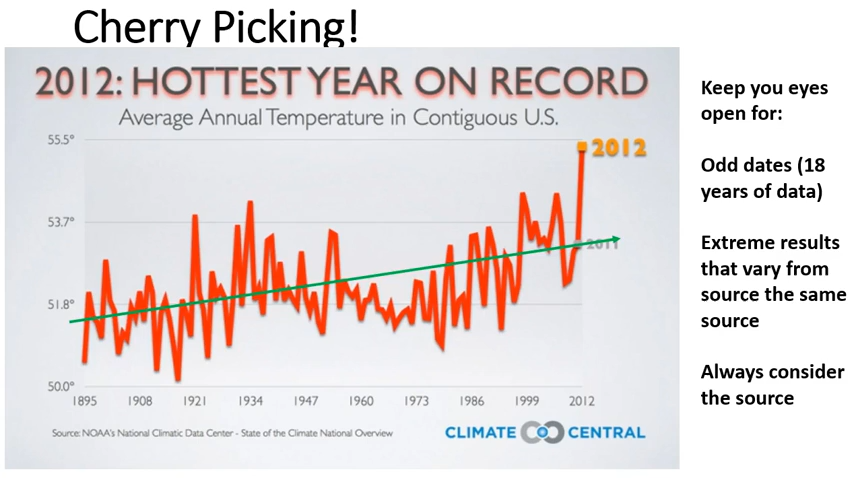 Cherry Picking!
2012: HOTTEST YEAR ON RECORD
Average Annual Temperature in Contiguous U.S.
55.5°
2012
53.7°
2011
51.8°
50.0°
1895 1908 1921 1934 1947 1960 1973 1986 1999 2012
Source: NOAA's National Climatic Data Center - State of the Climate National Overview
CLIMATE CENTRAL
Keep you eyes
open for:
Odd dates (18
years of data)
Extreme results
that vary from
source the same
source
Always consider
the source